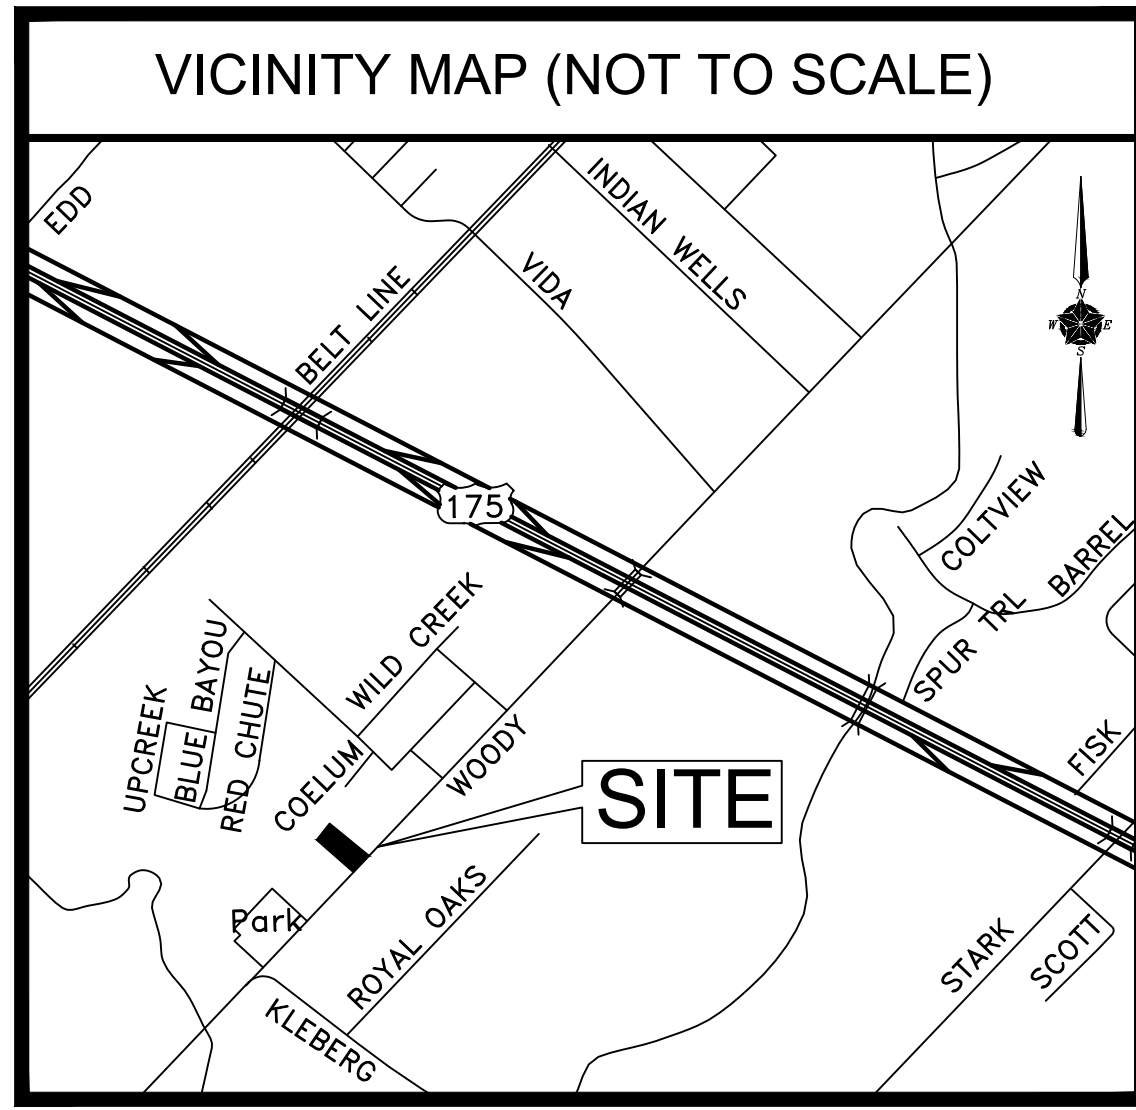 VICINITY MAP (NOT TO SCALE)
EDD
INDIAN WELLS
VIDA
BELT LINE
N
W
E
S
175
COLTVIEW
BARREL
SPUR TRL
WILD CREEK
BLUE BAYOU
UPCREEK
RED CHUTE
COELUM
WOODY
FISK
SITE
Park
ROYAL OAKS
KLEBERG
STARK
SCOTT